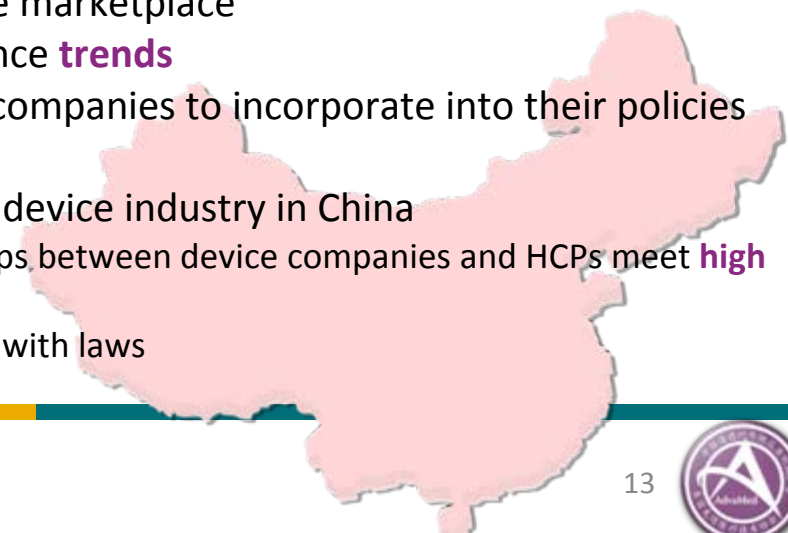 e marketplace
nce trends
companies to incorporate into their policies
device industry in China
ps between device companies and HCPs meet high
with laws
13
AdvaMed